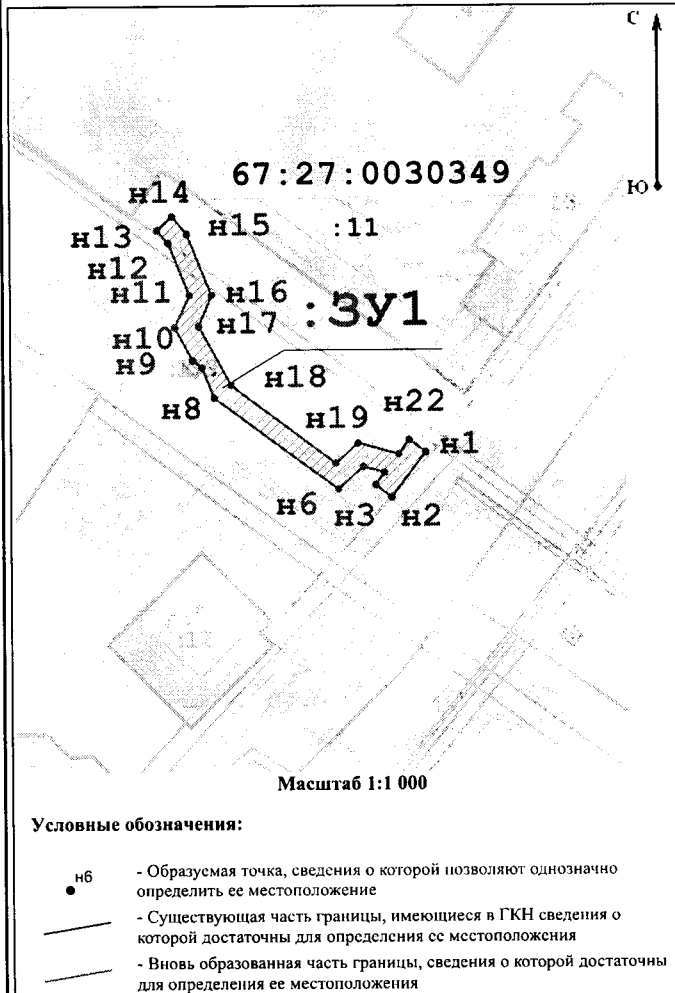 С
67:27:0030349
н14
Ю
н15
:11
н13
н12
н11
н16
:ЗУ1
н17
н10
н9
н18
н8
н19
н22
н1
н6
н3
н2
Масштаб 1:1 000
Условные обозначения:
н6
- Образуемая точка, сведения о которой позволяют однозначно
определить ее местоположение
- Существующая часть границы, имеющиеся в ГКН сведения о
которой достаточны для определения ее местоположения
- Вновь образованная часть границы, сведения о которой достаточны
для определения ее местоположения